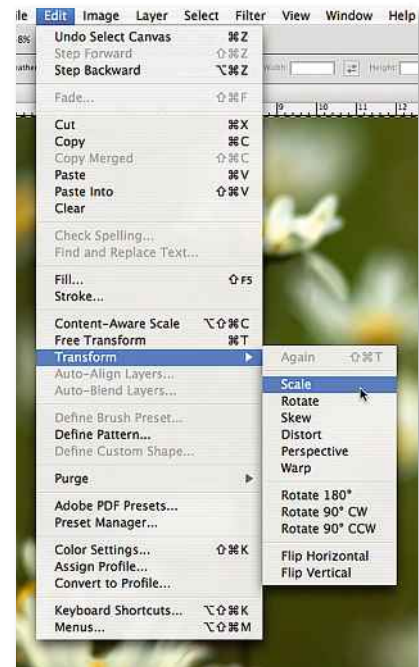 ile Edit Image Layer Select Filter View Window Help
8%
Width: Height:
9 10 11 12
Undo Select Canvas ⌘Z
Step Forward ⇧⌘Z
Step Backward ⌥⌘Z
Fade... ⇧⌘F
Cut ⌘X
Copy ⌘C
Copy Merged ⇧⌘C
Paste ⌘V
Paste Into ⇧⌘V
Clear
Check Spelling...
Find and Replace Text...
Fill... ⇧F5
Stroke...
Content-Aware Scale ⌥⇧⌘C
Free Transform ⌘T
Transform ▶
Auto-Align Layers...
Auto-Blend Layers...
Define Brush Preset...
Define Pattern...
Define Custom Shape...
Purge ▶
Adobe PDF Presets...
Preset Manager...
Color Settings... ⇧⌘K
Assign Profile...
Convert to Profile...
Keyboard Shortcuts... ⌥⇧⌘K
Menus... ⌥⇧⌘M
Again ⇧⌘T
Scale
Rotate
Skew
Distort
Perspective
Warp
Rotate 180°
Rotate 90° CW
Rotate 90° CCW
Flip Horizontal
Flip Vertical